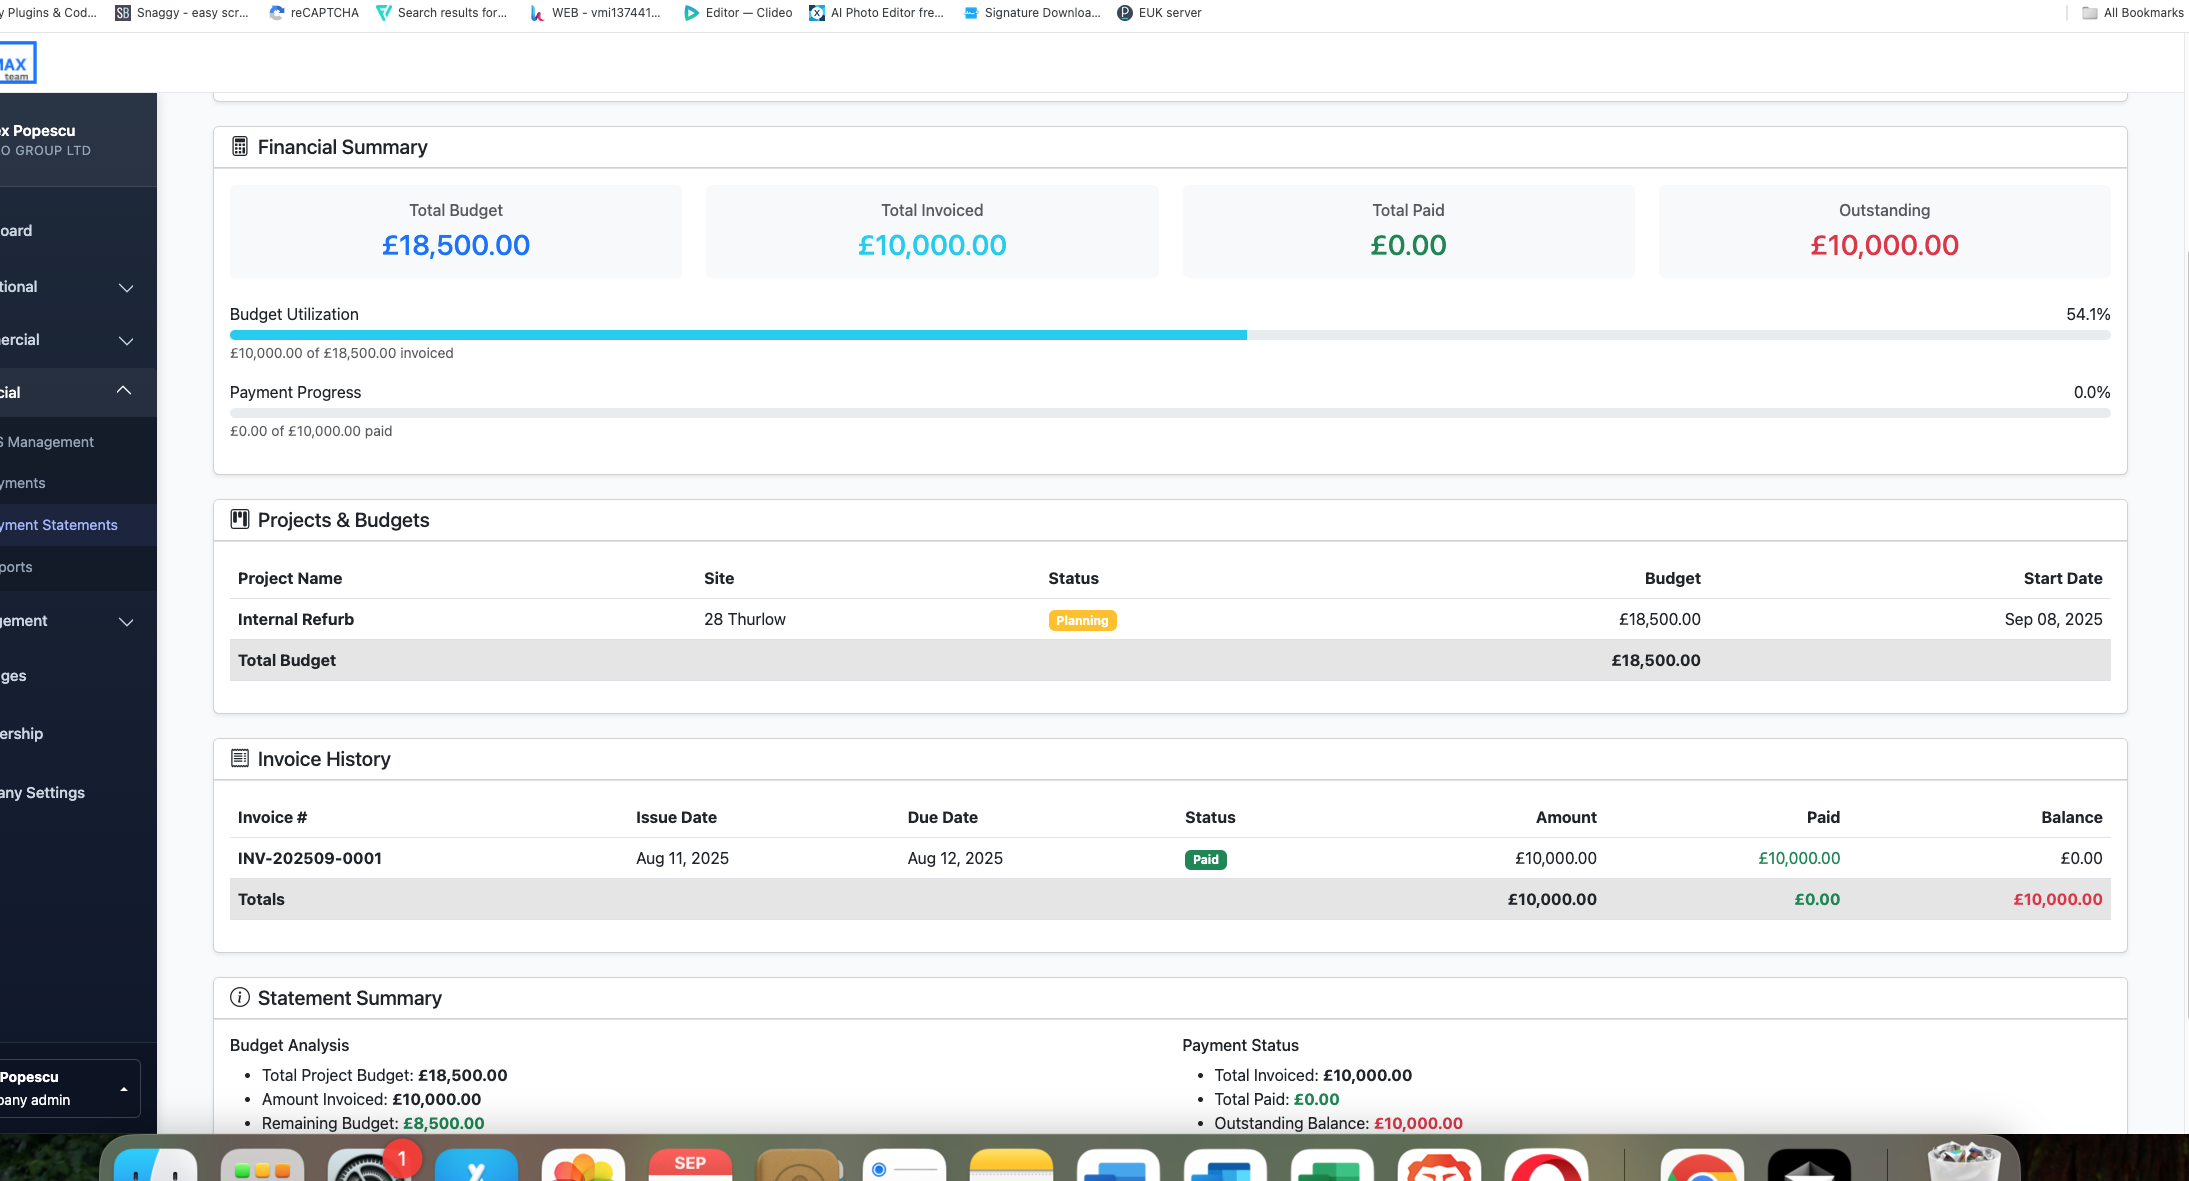 y Plugins & Cod... SB Snaggy - easy scr... reCAPTCHA Search results for... WEB - vmi137441... Editor — Clideo AI Photo Editor fre... Signature Downloa... EUK server All Bookmarks
MAX
team
ex Popescu
O GROUP LTD
oard
tional
ercial
cial
S Management
yments
yment Statements
ports
gement
ges
ership
any Settings
Popescu
pany admin
Financial Summary
Total Budget
£18,500.00
Total Invoiced
£10,000.00
Total Paid
£0.00
Outstanding
£10,000.00
Budget Utilization 54.1%
£10,000.00 of £18,500.00 invoiced
Payment Progress 0.0%
£0.00 of £10,000.00 paid
Projects & Budgets
Project Name Site Status Budget Start Date
Internal Refurb 28 Thurlow Planning £18,500.00 Sep 08, 2025
Total Budget £18,500.00
Invoice History
Invoice # Issue Date Due Date Status Amount Paid Balance
INV-202509-0001 Aug 11, 2025 Aug 12, 2025 Paid £10,000.00 £10,000.00 £0.00
Totals £10,000.00 £0.00 £10,000.00
Statement Summary
Budget Analysis
• Total Project Budget: £18,500.00
• Amount Invoiced: £10,000.00
• Remaining Budget: £8,500.00
Payment Status
• Total Invoiced: £10,000.00
• Total Paid: £0.00
• Outstanding Balance: £10,000.00
1
SEP